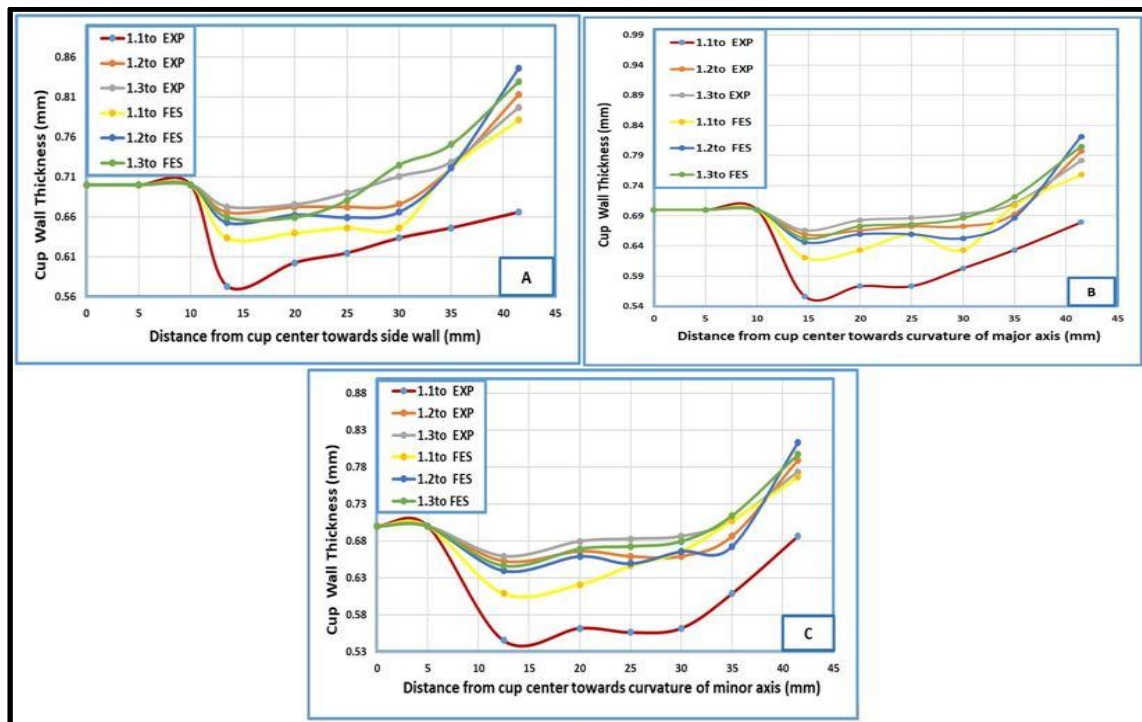 0.86
0.81
0.76
0.71
0.66
0.61
0.56
Cup Wall Thickness (mm)
1.1to EXP
1.2to EXP
1.3to EXP
1.1to FES
1.2to FES
1.3to FES
A
0 5 10 15 20 25 30 35 40 45
Distance from cup center towards side wall (mm)
0.99
0.94
0.89
0.84
0.79
0.74
0.69
0.64
0.59
0.54
Cup Wall Thickness (mm)
1.1to EXP
1.2to EXP
1.3to EXP
1.1to FES
1.2to FES
1.3to FES
B
0 5 10 15 20 25 30 35 40 45
Distance from cup center towards curvature of major axis (mm)
0.88
0.83
0.78
0.73
0.68
0.63
0.58
0.53
Cup Wall Thickness (mm)
1.1to EXP
1.2to EXP
1.3to EXP
1.1to FES
1.2to FES
1.3to FES
C
0 5 10 15 20 25 30 35 40 45
Distance from cup center towards curvature of minor axis (mm)